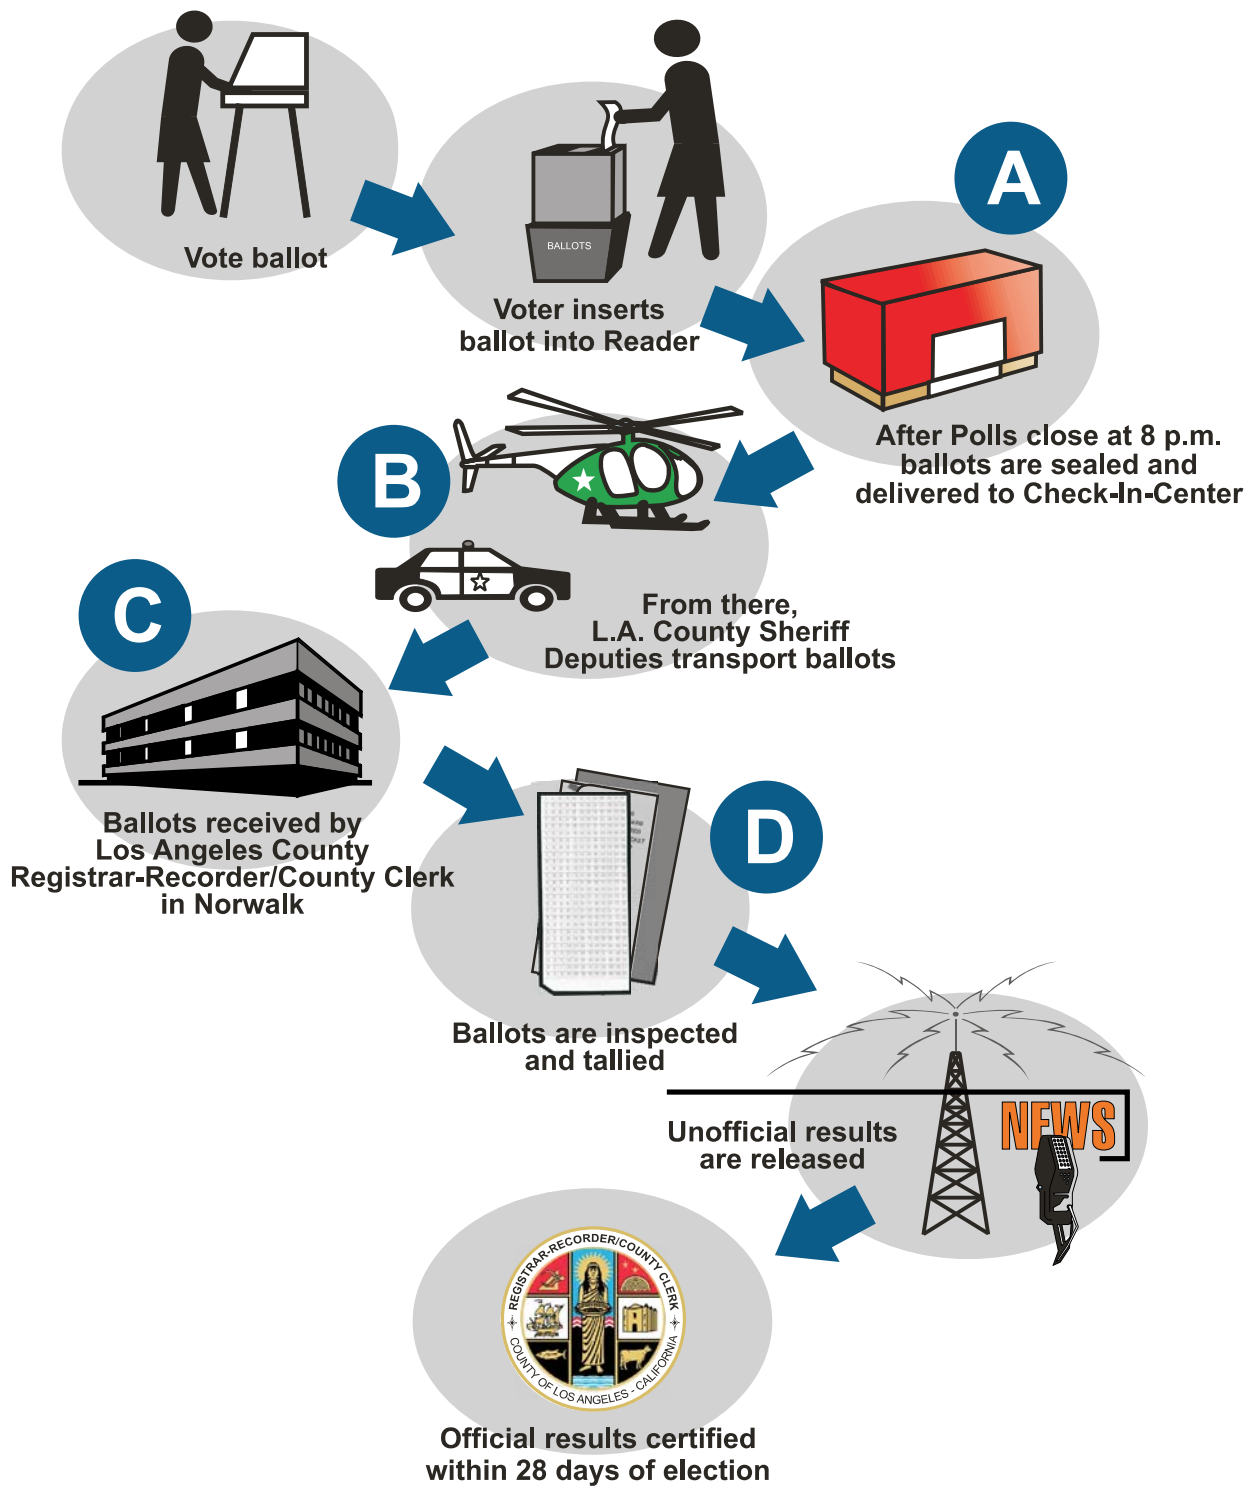 Vote ballot
BALLOTS
Voter inserts
ballot into Reader
A
After Polls close at 8 p.m.
ballots are sealed and
delivered to Check-In-Center
B
From there,
L.A. County Sheriff
Deputies transport ballots
C
Ballots received by
Los Angeles County
Registrar-Recorder/County Clerk
in Norwalk
D
Ballots are inspected
and tallied
NEWS
Unofficial results
are released
REGISTRAR-RECORDER/COUNTY CLERK
COUNTY OF LOS ANGELES - CALIFORNIA
Official results certified
within 28 days of election